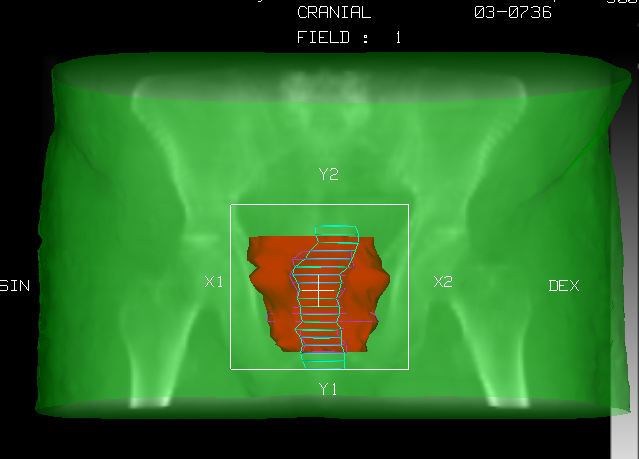 CRANIAL 03-0736
FIELD : 1
Y2
X1 X2
SIN DEX
Y1